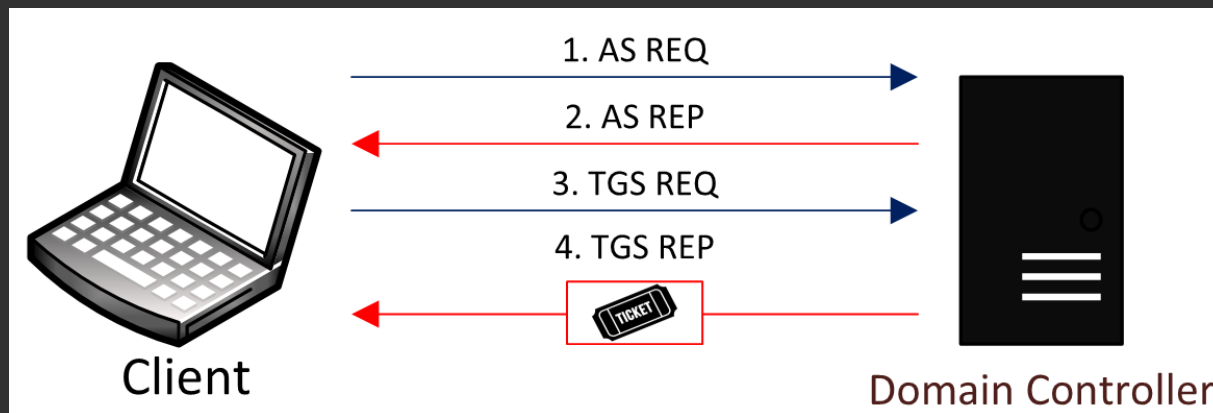 1. AS REQ
2. AS REP
3. TGS REQ
4. TGS REP
TICKET
Client
Domain Controller